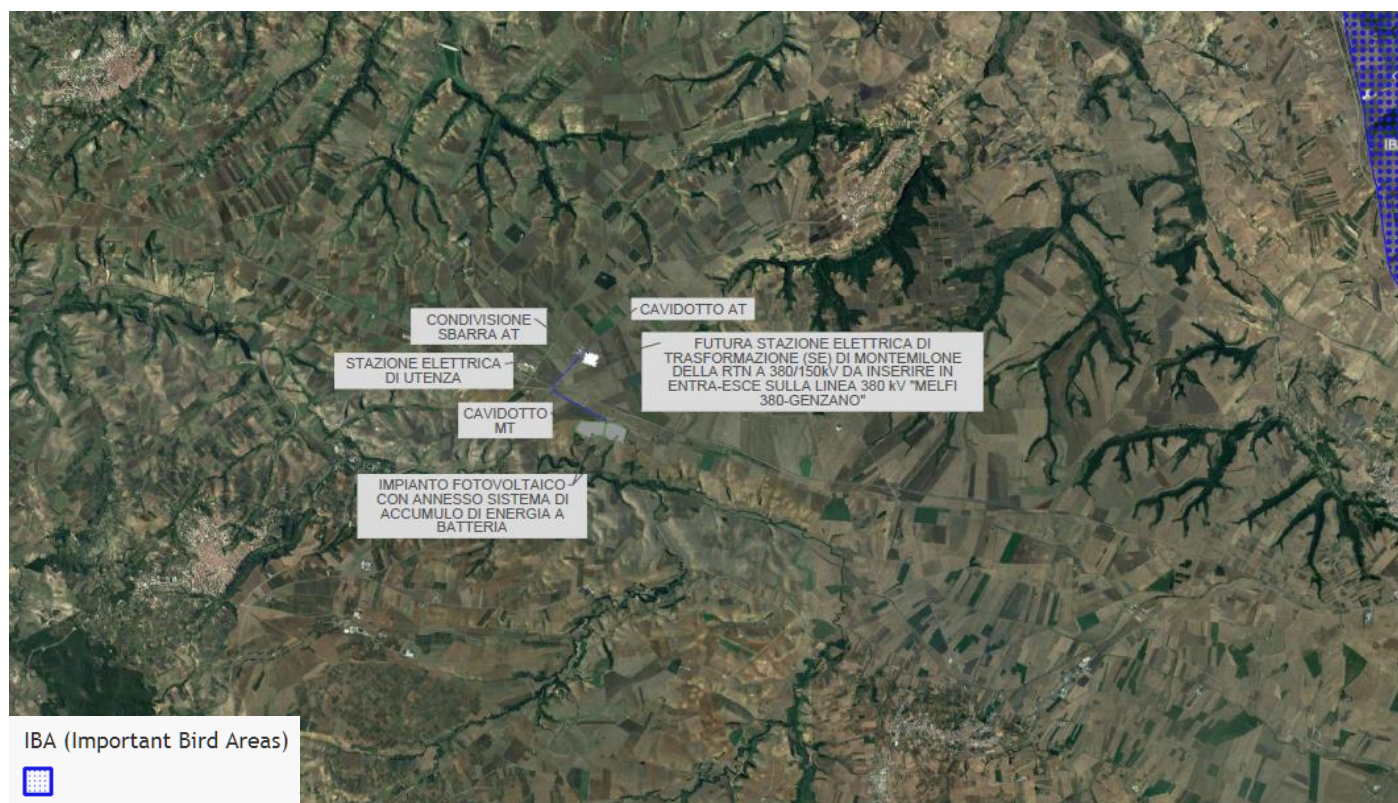 IBA
CAVIDOTTO AT
CONDIVISIONE
SBARRA AT
FUTURA STAZIONE ELETTRICA DI
TRASFORMAZIONE (SE) DI MONTEMILONE
DELLA RTN A 380/150kV DA INSERIRE IN
ENTRA-ESCE SULLA LINEA 380 kV "MELFI
380-GENZANO"
STAZIONE ELETTRICA
DI UTENZA
CAVIDOTTO
MT
IMPIANTO FOTOVOLTAICO
CON ANNESSO SISTEMA DI
ACCUMULO DI ENERGIA A
BATTERIA
IBA (Important Bird Areas)